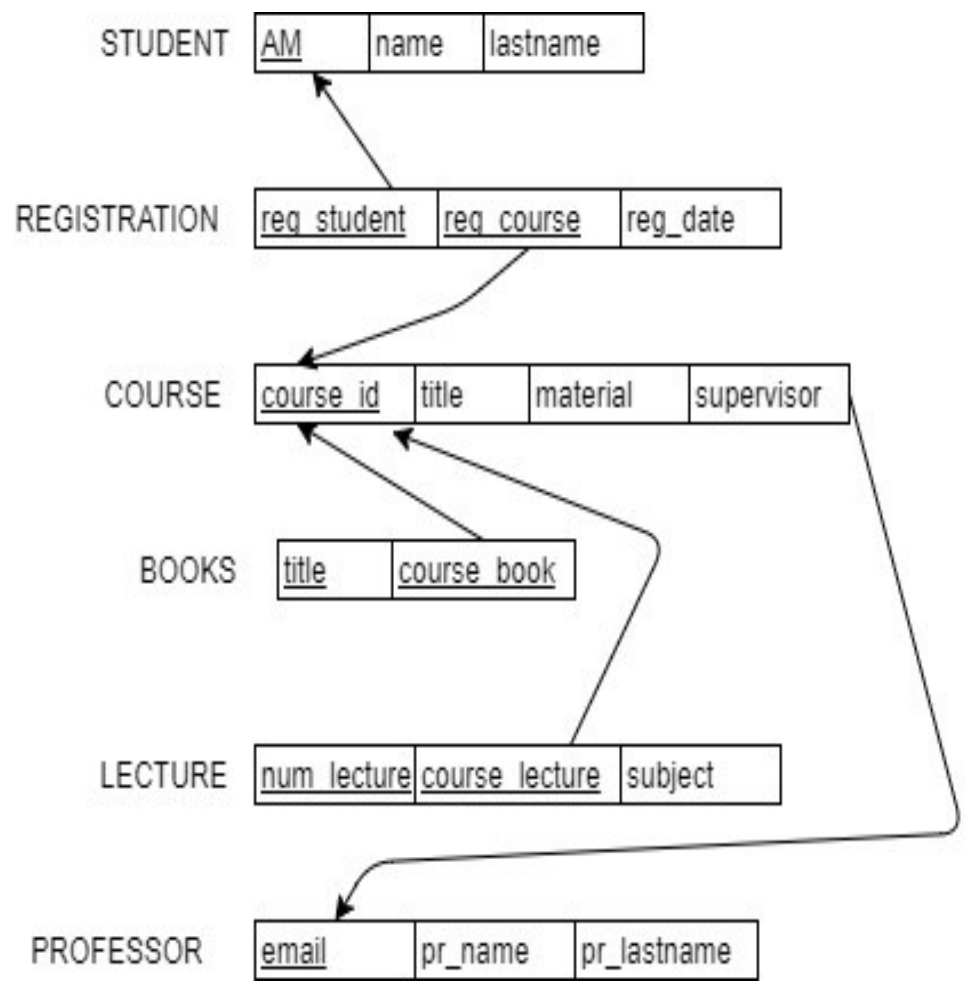 STUDENT AM name lastname
REGISTRATION reg_student reg_course reg_date
COURSE course_id title material supervisor
BOOKS title course_book
LECTURE num_lecture course_lecture subject
PROFESSOR email pr_name pr_lastname